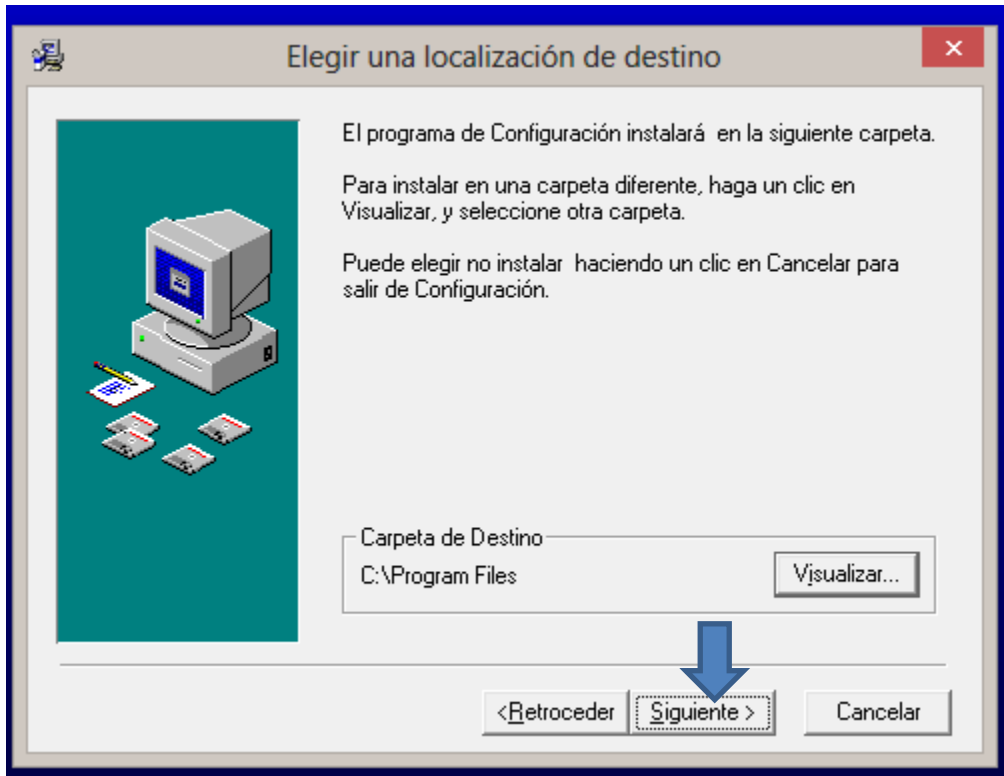 Elegir una localización de destino
El programa de Configuración instalará  en la siguiente carpeta.
Para instalar en una carpeta diferente, haga un clic en
Visualizar, y seleccione otra carpeta.
Puede elegir no instalar  haciendo un clic en Cancelar para
salir de Configuración.
Carpeta de Destino
C:\Program Files
Visualizar...
<Retroceder
Siguiente >
Cancelar